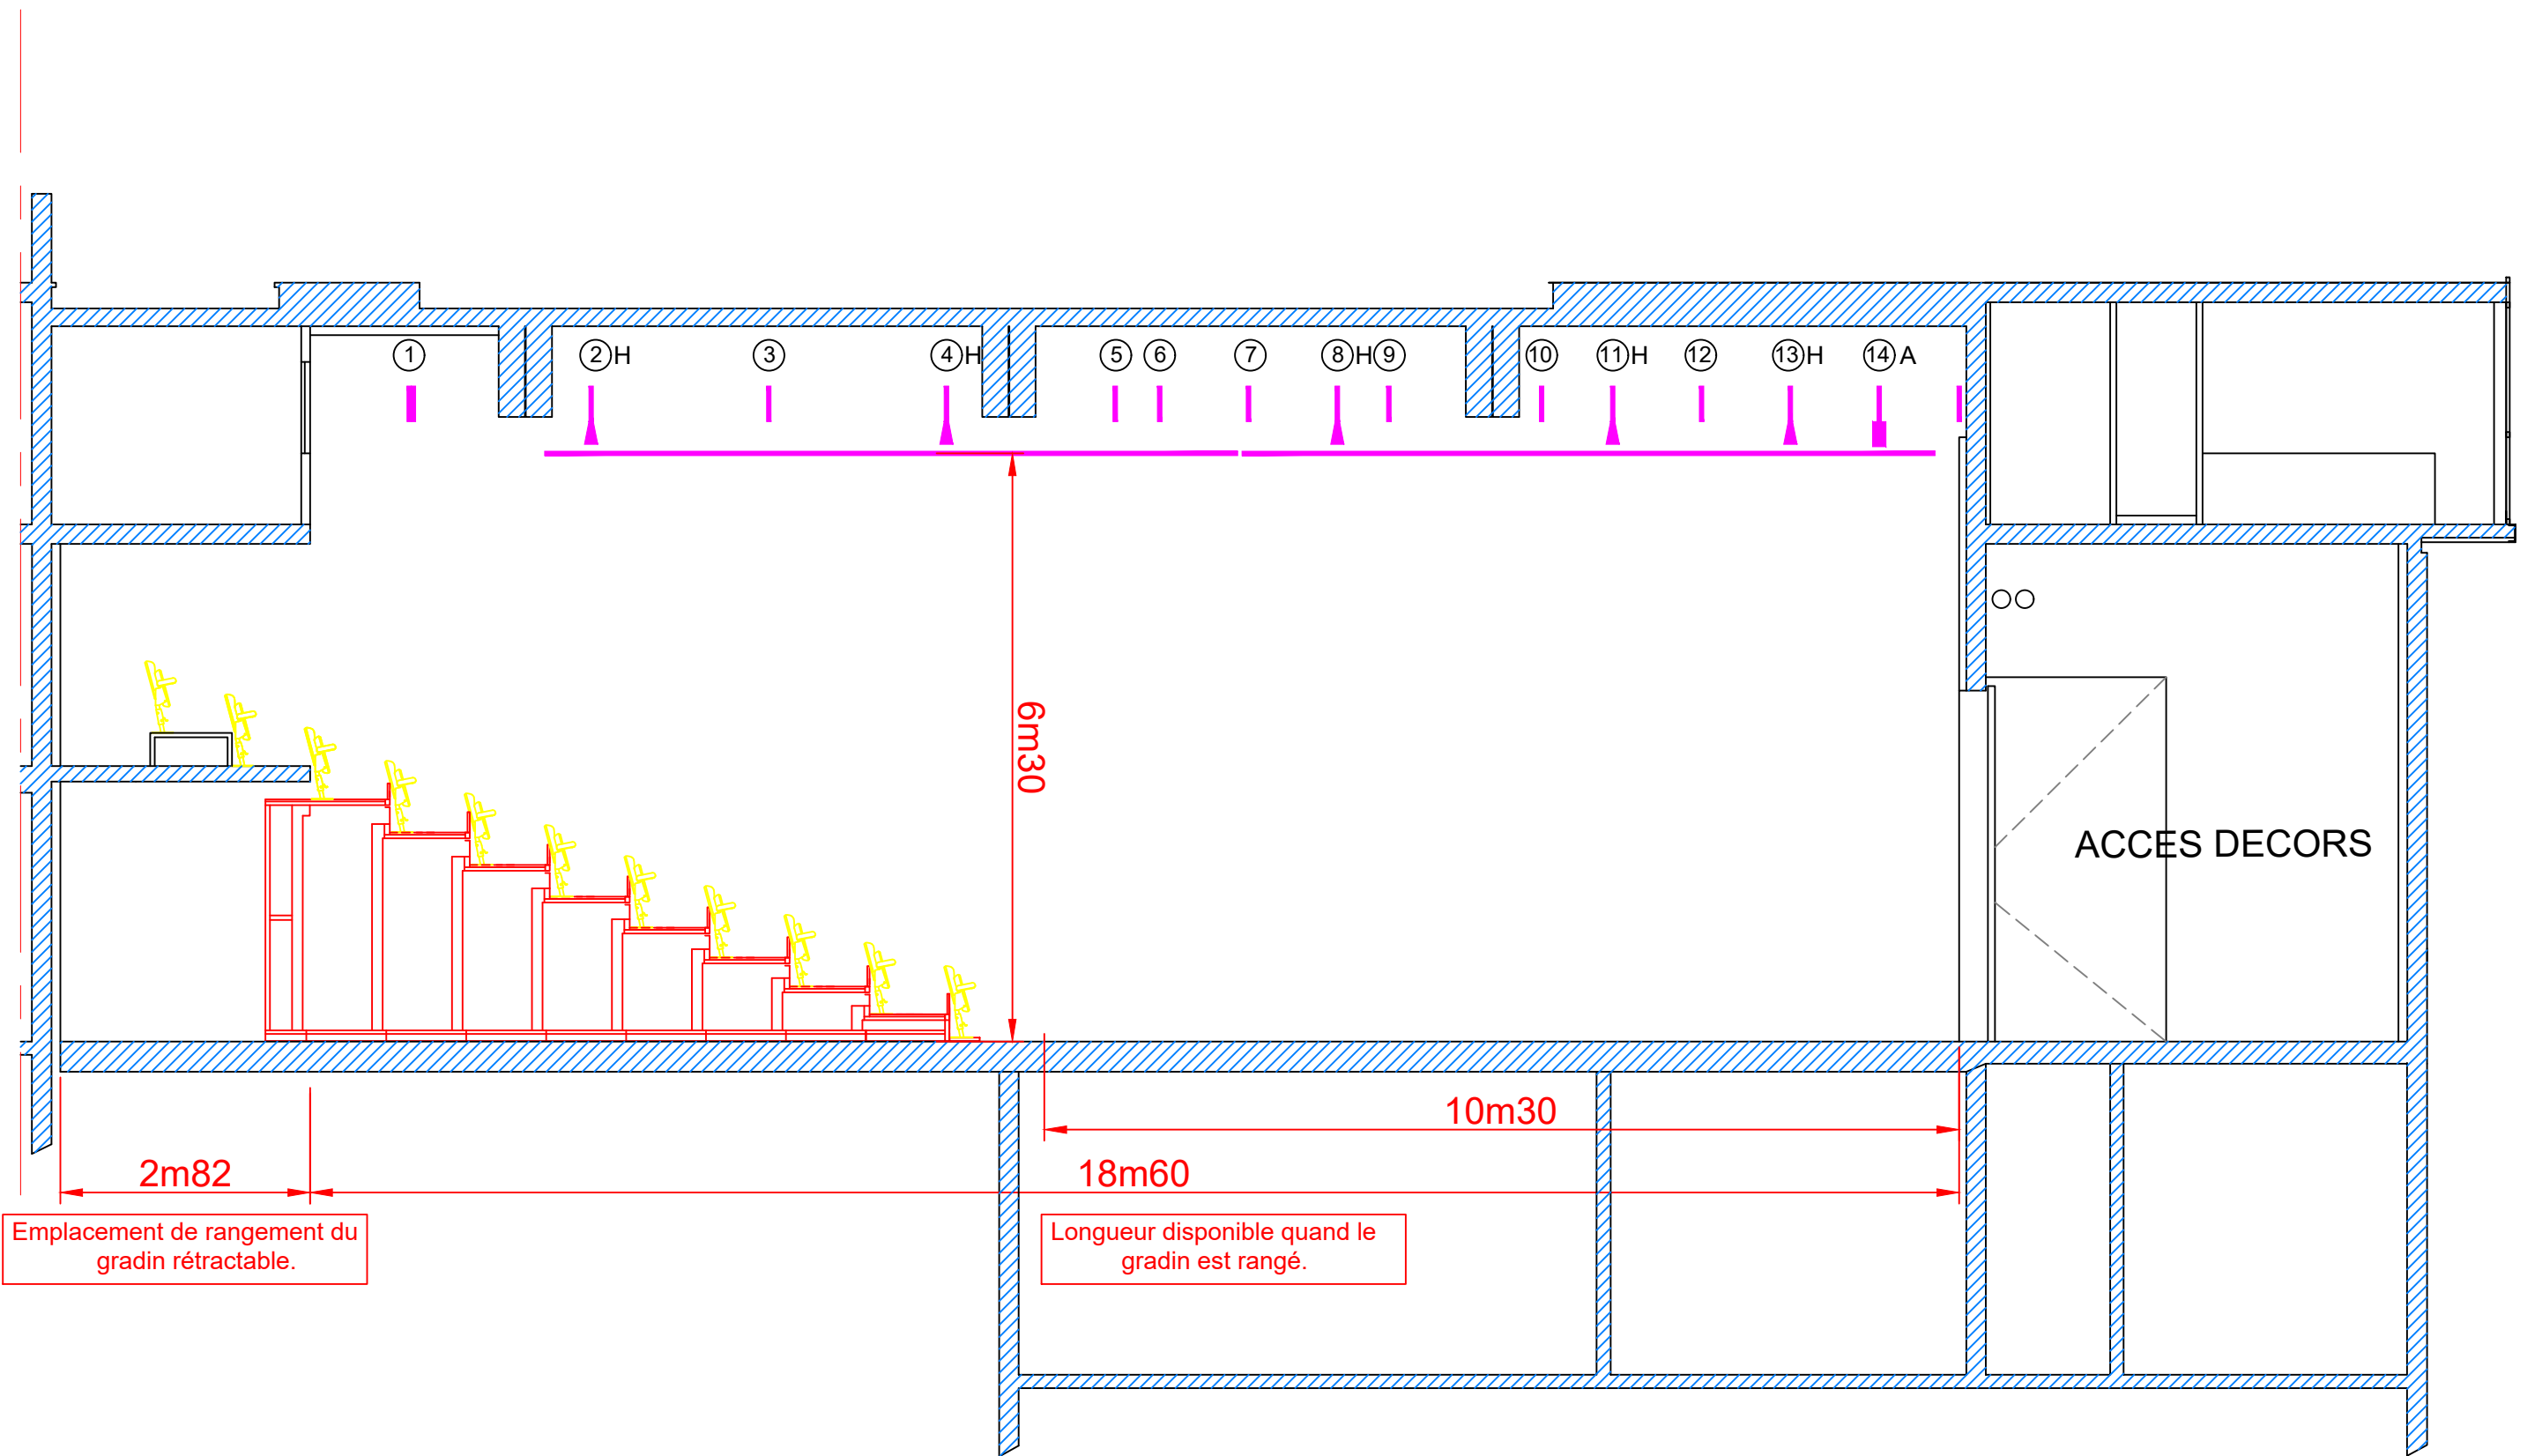 1
2 H
3
4 H
5
6
7
8 H
9
10
11 H
12
13 H
14 A
6m30
ACCES DECORS
10m30
2m82
18m60
Emplacement de rangement du
gradin rétractable.
Longueur disponible quand le
gradin est rangé.